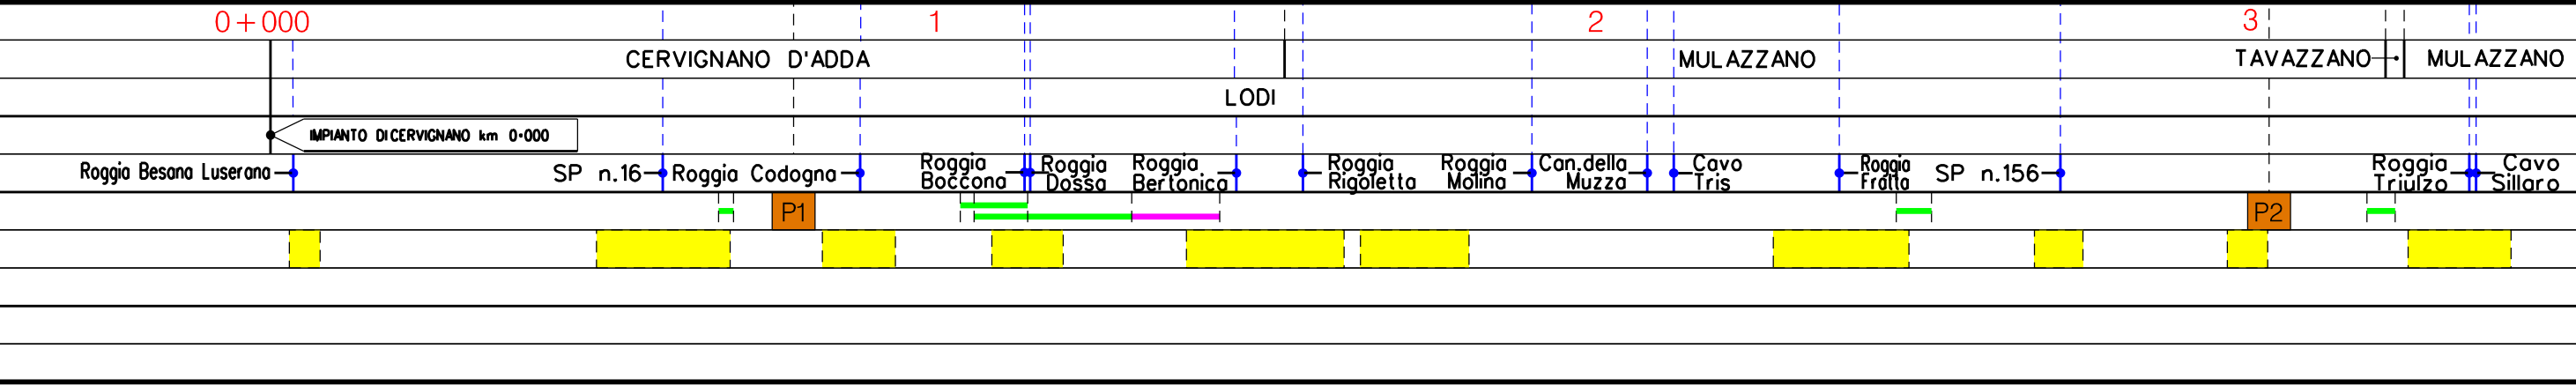 0+000 1 2 3
CERVIGNANO D'ADDA MULAZZANO TAVAZZANO MULAZZANO
LODI
IMPIANTO DI CERVIGNANO km 0+000
Roggia Besana Luserana
SP n.16
Roggia Codogna
Roggia
Boccona
Roggia
Dossa
Roggia
Bertonica
Roggia
Rigoletta
Roggia
Molina
Can.della
Muzza
Cavo
Tris
Roggia
Fratta
SP n.156
Roggia
Triulzo
Cavo
Sillaro
P1 P2